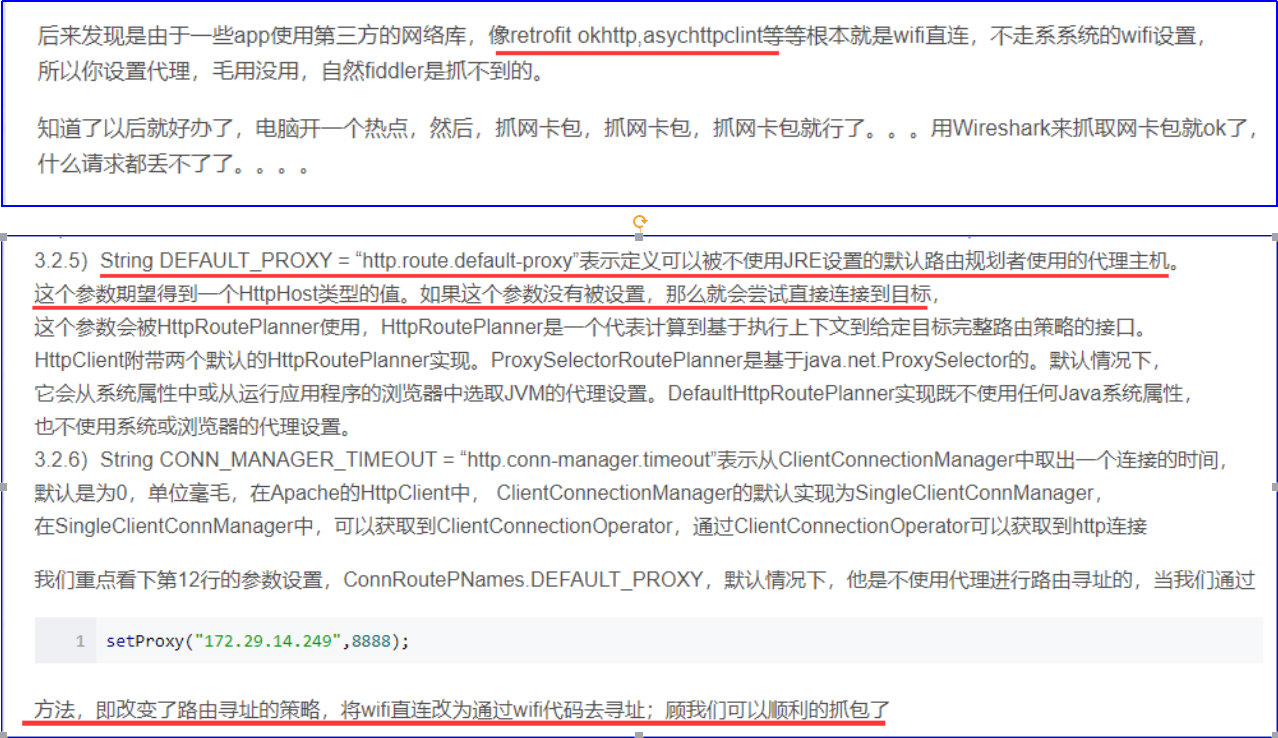 后来发现是由于一些app使用第三方的网络库，像retrofit okhttp,asychttpclint等等根本就是wifi直连，不走系系统的wifi设置，
所以你设置代理，毛用没用，自然fiddler是抓不到的。
知道了以后就好办了，电脑开一个热点，然后，抓网卡包，抓网卡包，抓网卡包就行了。。。用Wireshark来抓取网卡包就ok了，
什么请求都丢不了了。。。。
3.2.5）String DEFAULT_PROXY = “http.route.default-proxy”表示定义可以被不使用JRE设置的默认路由规划者使用的代理主机。
这个参数期望得到一个HttpHost类型的值。如果这个参数没有被设置，那么就会尝试直接连接到目标，
这个参数会被HttpRoutePlanner使用，HttpRoutePlanner是一个代表计算到基于执行上下文到给定目标完整路由策略的接口。
HttpClient附带两个默认的HttpRoutePlanner实现。ProxySelectorRoutePlanner是基于java.net.ProxySelector的。默认情况下，
它会从系统属性中或从运行应用程序的浏览器中选取JVM的代理设置。DefaultHttpRoutePlanner实现既不使用任何Java系统属性，
也不使用系统或浏览器的代理设置。
3.2.6）String CONN_MANAGER_TIMEOUT = “http.conn-manager.timeout”表示从ClientConnectionManager中取出一个连接的时间，
默认是为0，单位毫毛，在Apache的HttpClient中， ClientConnectionManager的默认实现为SingleClientConnManager，
在SingleClientConnManager中，可以获取到ClientConnectionOperator，通过ClientConnectionOperator可以获取到http连接
我们重点看下第12行的参数设置，ConnRoutePNames.DEFAULT_PROXY，默认情况下，他是不使用代理进行路由寻址的，当我们通过
1 setProxy("172.29.14.249",8888);
方法，即改变了路由寻址的策略，将wifi直连改为通过wifi代码去寻址；顾我们可以顺利的抓包了